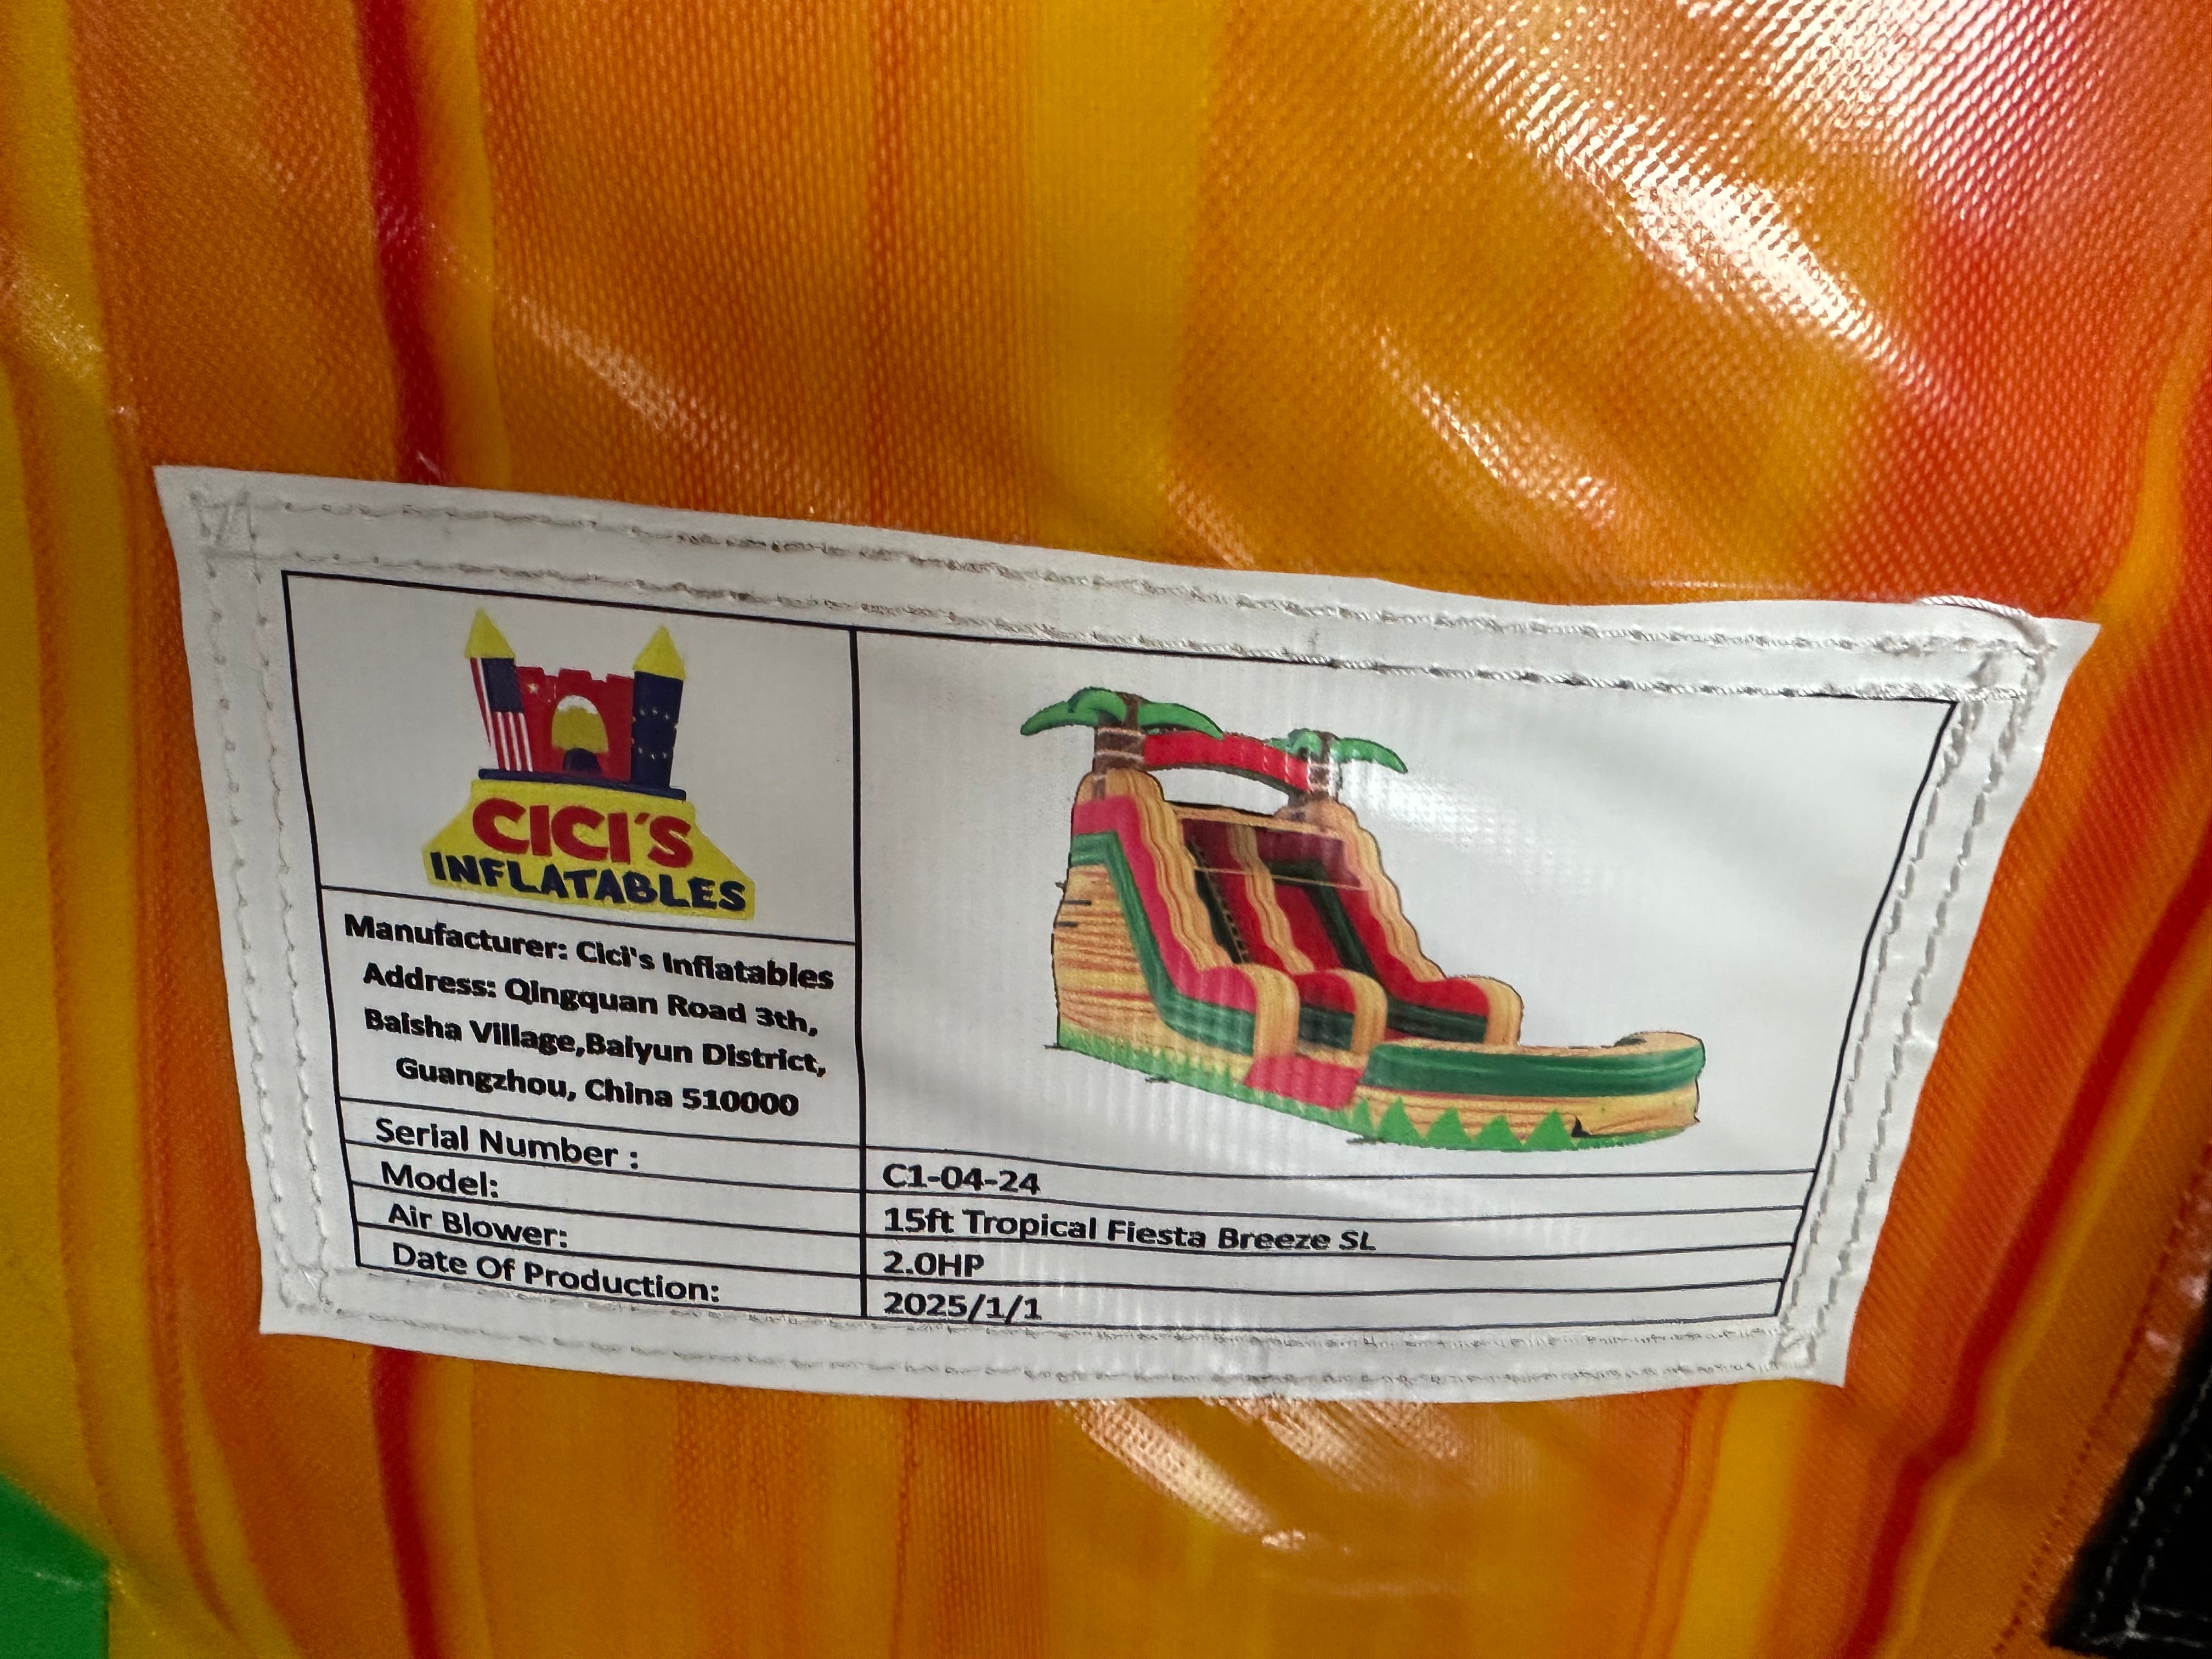 CICI'S
INFLATABLES
Manufacturer: Cici's Inflatables
Address: Qingquan Road 3th,
Baisha Village,Baiyun District,
Guangzhou, China 510000
Serial Number : C1-04-24
Model: 15ft Tropical Fiesta Breeze SL
Air Blower: 2.0HP
Date Of Production: 2025/1/1